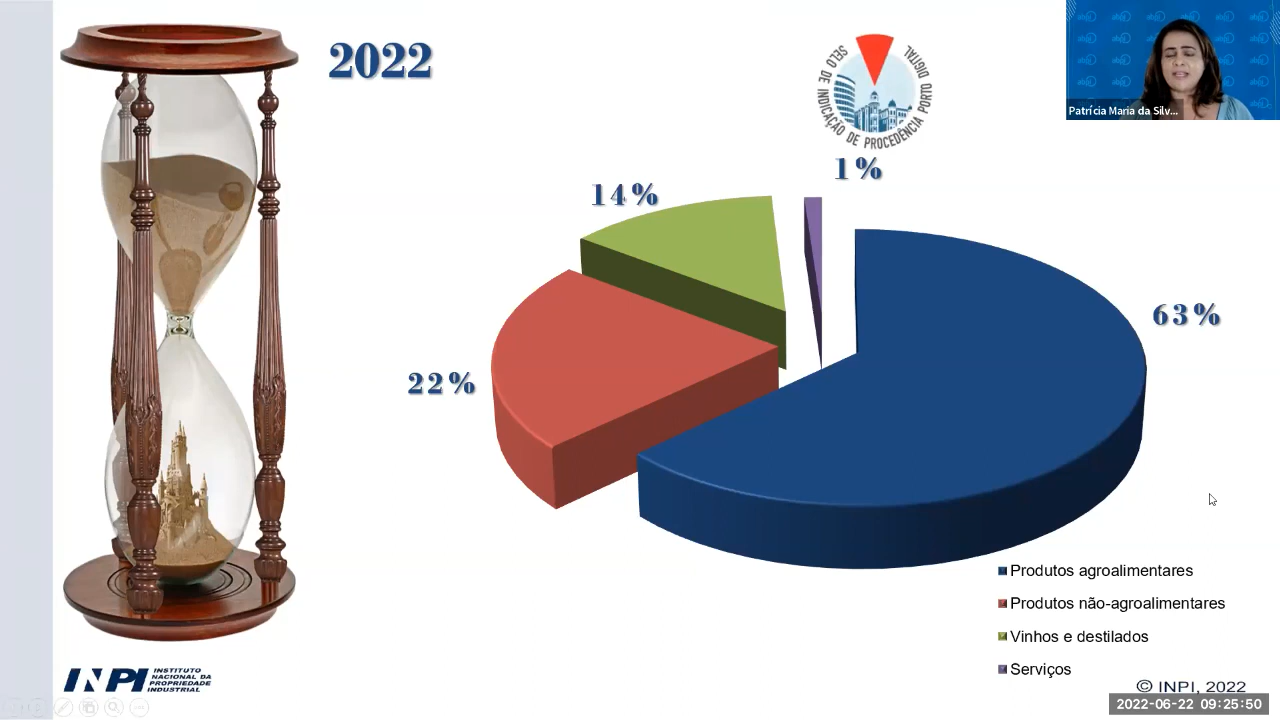 2022
SELO DE INDICAÇÃO DE PROCEDÊNCIA PORTO DIGITAL
Patrícia Maria da Silv...
1%
14%
63%
22%
Produtos agroalimentares
Produtos não-agroalimentares
Vinhos e destilados
Serviços
INPI
INSTITUTO
NACIONAL DA
PROPRIEDADE
INDUSTRIAL
© INPI, 2022
2022-06-22 09:25:50